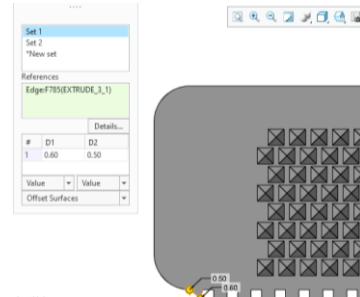 Set 1
Set 2
*New set
References
Edge:F785(EXTRUDE_3_1)
Details...
# D1 D2
1 0.60 0.50
Value Value
Offset Surfaces
0.50
0.60